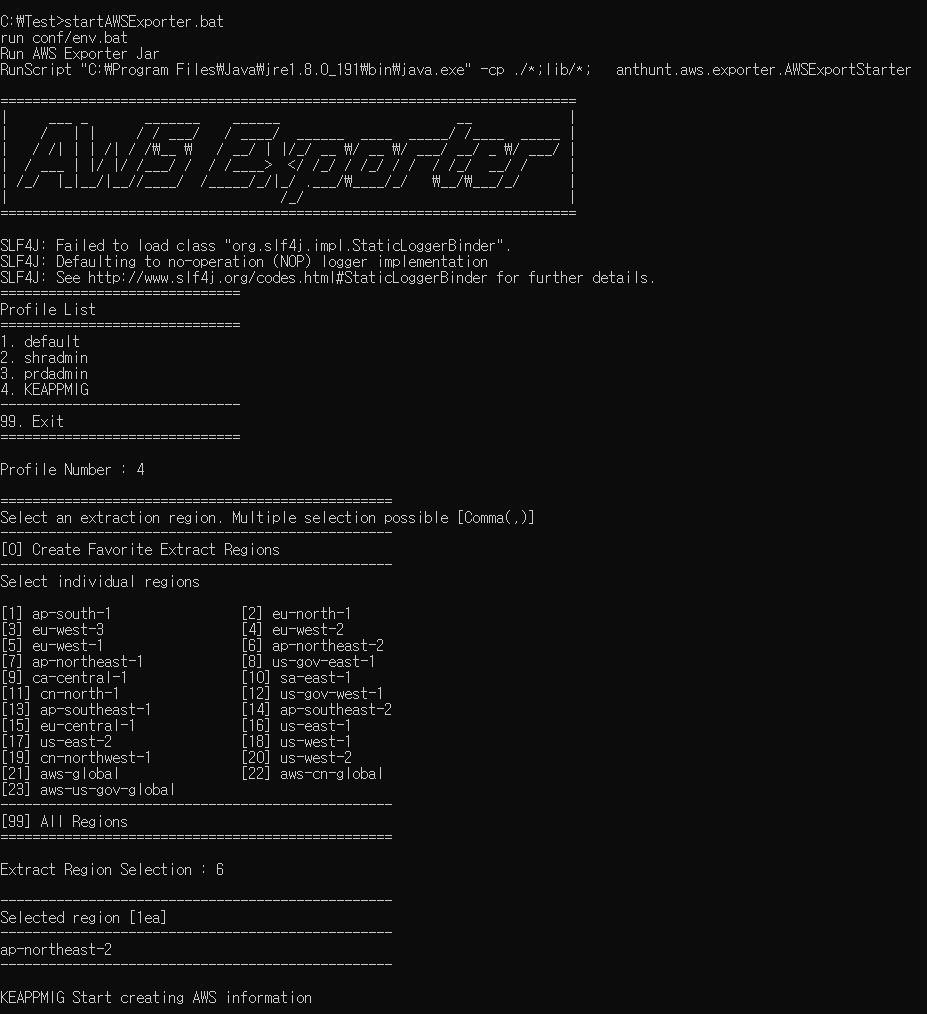 C:₩Test>startAWSExporter.bat
run conf/env.bat
Run AWS Exporter Jar
RunScript "C:₩Program Files₩Java₩jre1.8.0_191₩bin₩java.exe" -cp ./*;lib/*;   anthunt.aws.exporter.AWSExportStarter
AWS Exporter
SLF4J: Failed to load class "org.slf4j.impl.StaticLoggerBinder".
SLF4J: Defaulting to no-operation (NOP) logger implementation
SLF4J: See http://www.slf4j.org/codes.html#StaticLoggerBinder for further details.
==============================
Profile List
==============================
1. default
2. shradmin
3. prdadmin
4. KEAPPMIG
------------------------------
99. Exit
==============================
Profile Number : 4
=================================================
Select an extraction region. Multiple selection possible [Comma(,)]
-------------------------------------------------
[0] Create Favorite Extract Regions
-------------------------------------------------
Select individual regions
[1] ap-south-1                [2] eu-north-1
[3] eu-west-3                 [4] eu-west-2
[5] eu-west-1                 [6] ap-northeast-2
[7] ap-northeast-1            [8] us-gov-east-1
[9] ca-central-1              [10] sa-east-1
[11] cn-north-1               [12] us-gov-west-1
[13] ap-southeast-1           [14] ap-southeast-2
[15] eu-central-1             [16] us-east-1
[17] us-east-2                [18] us-west-1
[19] cn-northwest-1           [20] us-west-2
[21] aws-global               [22] aws-cn-global
[23] aws-us-gov-global
-------------------------------------------------
[99] All Regions
=================================================
Extract Region Selection : 6
-------------------------------------------------
Selected region [1ea]
-------------------------------------------------
ap-northeast-2
-------------------------------------------------
KEAPPMIG Start creating AWS information